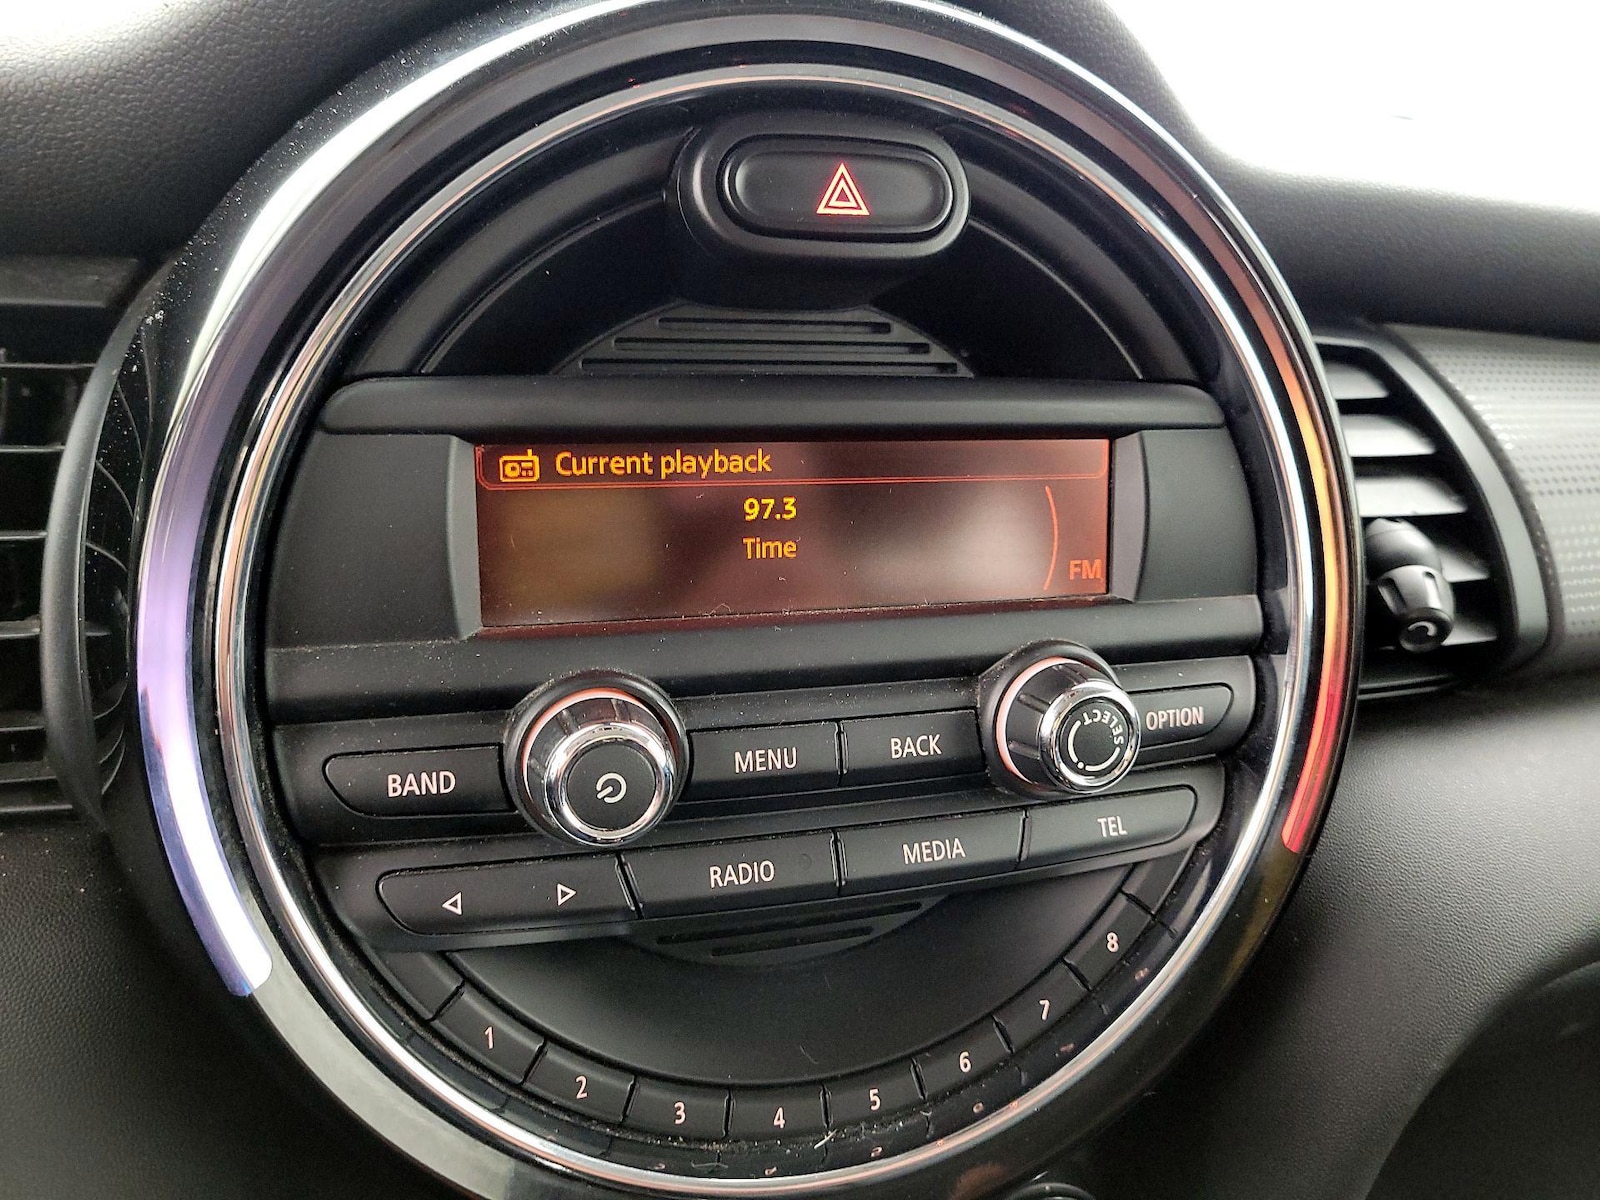 Current playback
97.3
Time
FM
BAND
MENU
BACK
SELECT
OPTION
RADIO
MEDIA
TEL
1
2
3
4
5
6
7
8